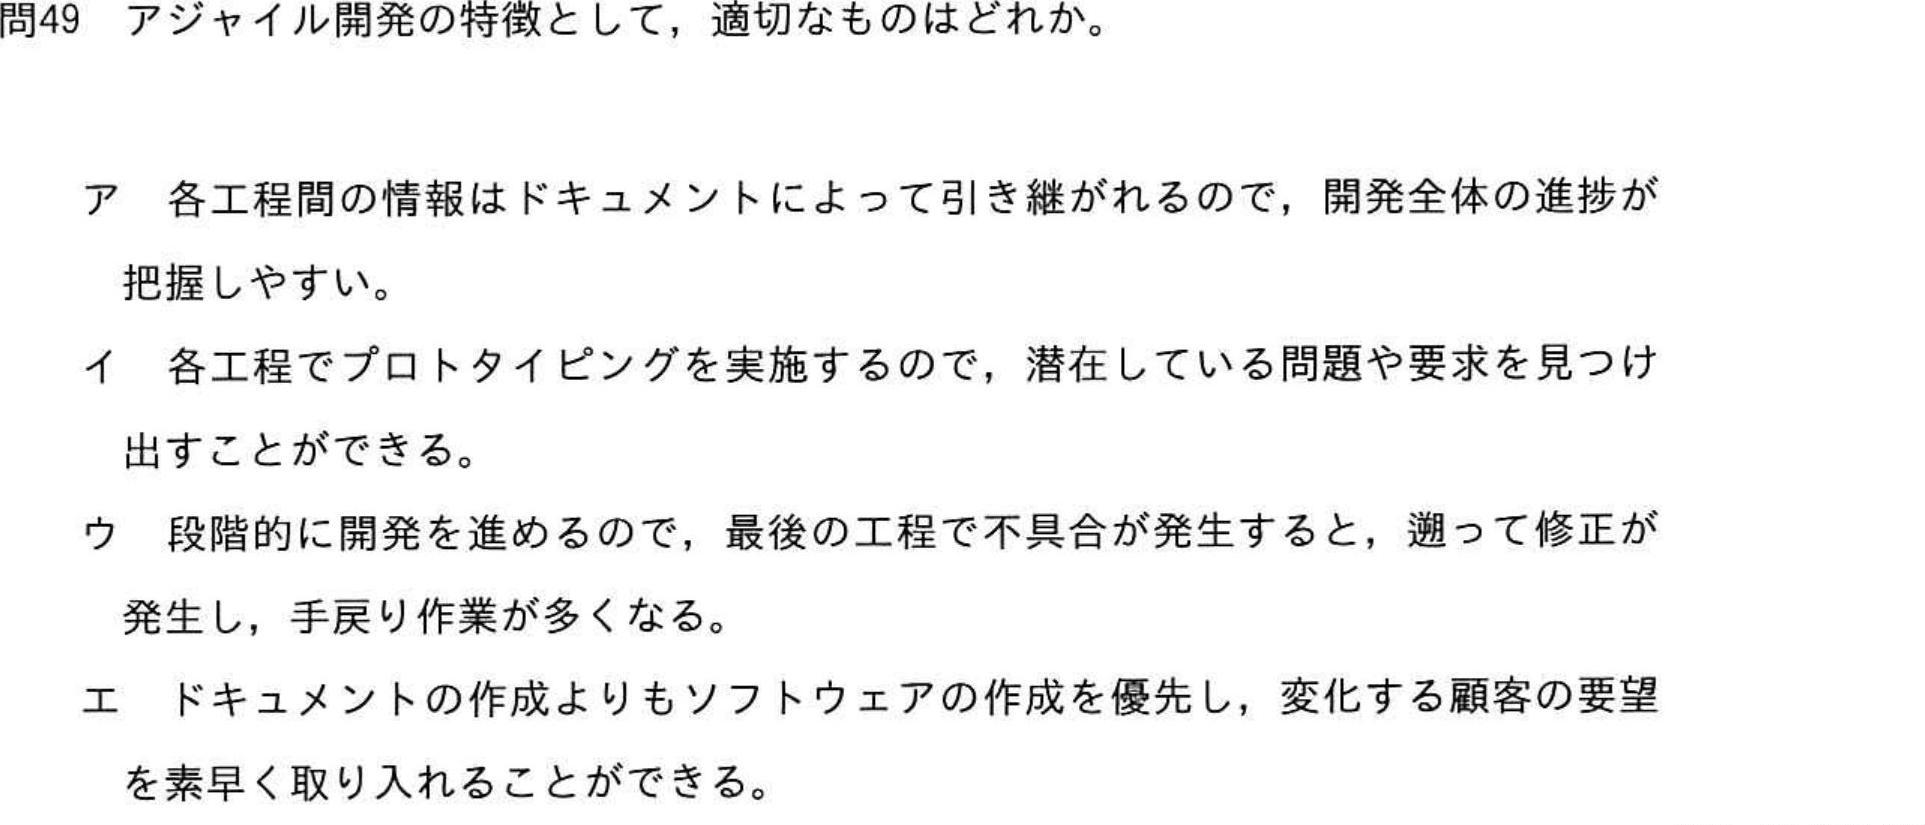 問49　アジャイル開発の特徴として，適切なものはどれか。
ア　各工程間の情報はドキュメントによって引き継がれるので，開発全体の進捗が
把握しやすい。
イ　各工程でプロトタイピングを実施するので，潜在している問題や要求を見つけ
出すことができる。
ウ　段階的に開発を進めるので，最後の工程で不具合が発生すると，遡って修正が
発生し，手戻り作業が多くなる。
エ　ドキュメントの作成よりもソフトウェアの作成を優先し，変化する顧客の要望
を素早く取り入れることができる。